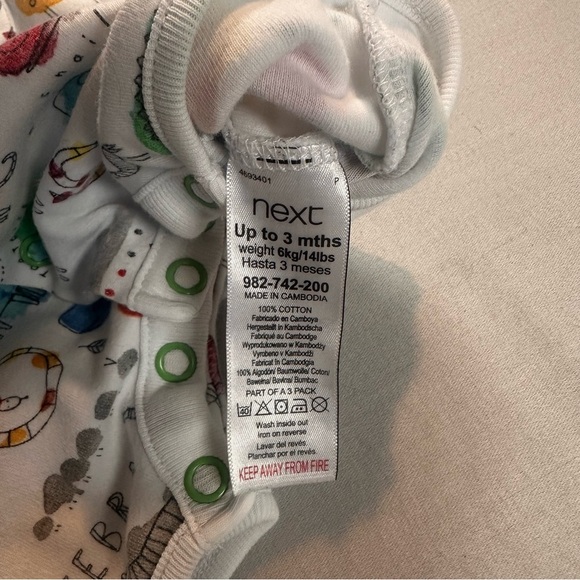 4693401 P
next
Up to 3 mths
weight 6kg/14lbs
Hasta 3 meses
982-742-200
MADE IN CAMBODIA
100% COTTON
Fabricado en Camboya
Hergestellt in Kambodscha
Fabriqué au Cambodge
Wyprodukowano w Kambodży
Vyrobeno v Kambodži
Fabricat în Cambodgia
100% Algodón/ Baumwolle/ Coton/
Bawełna/ Bavlna/ Bumbac
PART OF A 3 PACK
40
Wash inside out
iron on reverse
Lavar del revés.
Planchar por el revés.
KEEP AWAY FROM FIRE